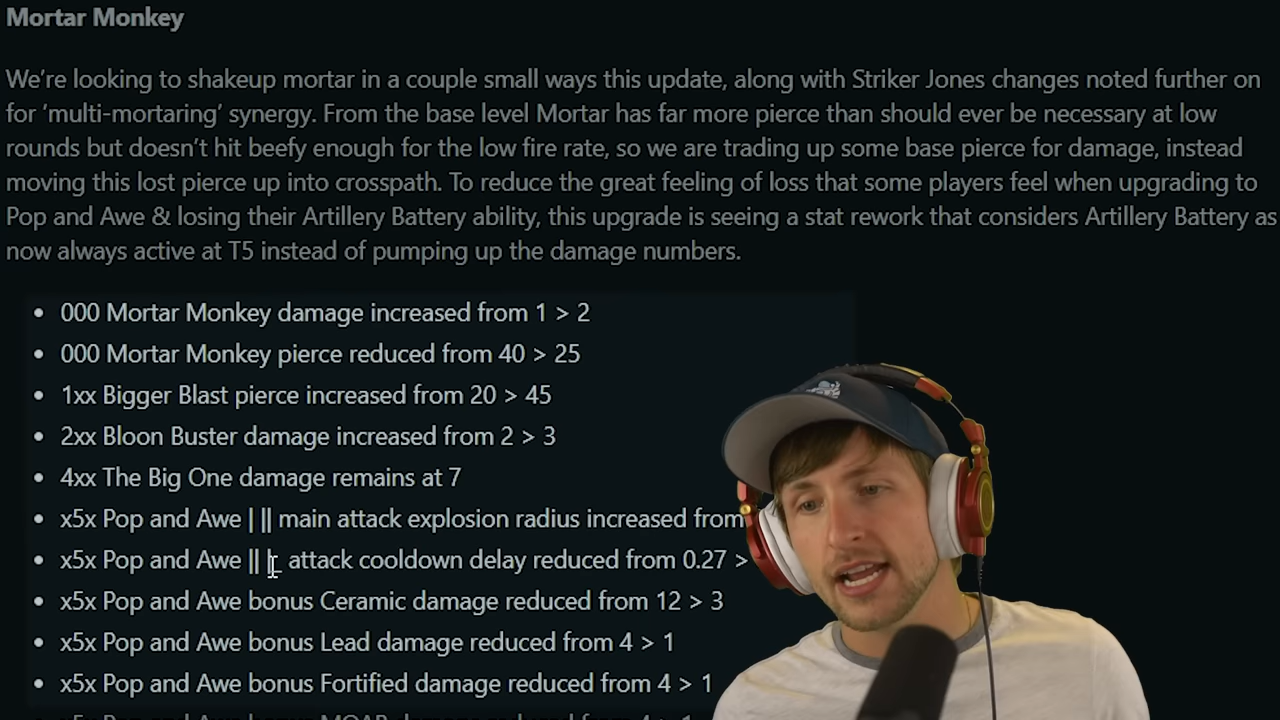 Mortar Monkey
We're looking to shakeup mortar in a couple small ways this update, along with Striker Jones changes noted further on
for 'multi-mortaring' synergy. From the base level Mortar has far more pierce than should ever be necessary at low
rounds but doesn't hit beefy enough for the low fire rate, so we are trading up some base pierce for damage, instead
moving this lost pierce up into crosspath. To reduce the great feeling of loss that some players feel when upgrading to
Pop and Awe & losing their Artillery Battery ability, this upgrade is seeing a stat rework that considers Artillery Battery as
now always active at T5 instead of pumping up the damage numbers.
• 000 Mortar Monkey damage increased from 1 > 2
• 000 Mortar Monkey pierce reduced from 40 > 25
• 1xx Bigger Blast pierce increased from 20 > 45
• 2xx Bloon Buster damage increased from 2 > 3
• 4xx The Big One damage remains at 7
• x5x Pop and Awe | || main attack explosion radius increased from
• x5x Pop and Awe || |_ attack cooldown delay reduced from 0.27 >
• x5x Pop and Awe bonus Ceramic damage reduced from 12 > 3
• x5x Pop and Awe bonus Lead damage reduced from 4 > 1
• x5x Pop and Awe bonus Fortified damage reduced from 4 > 1